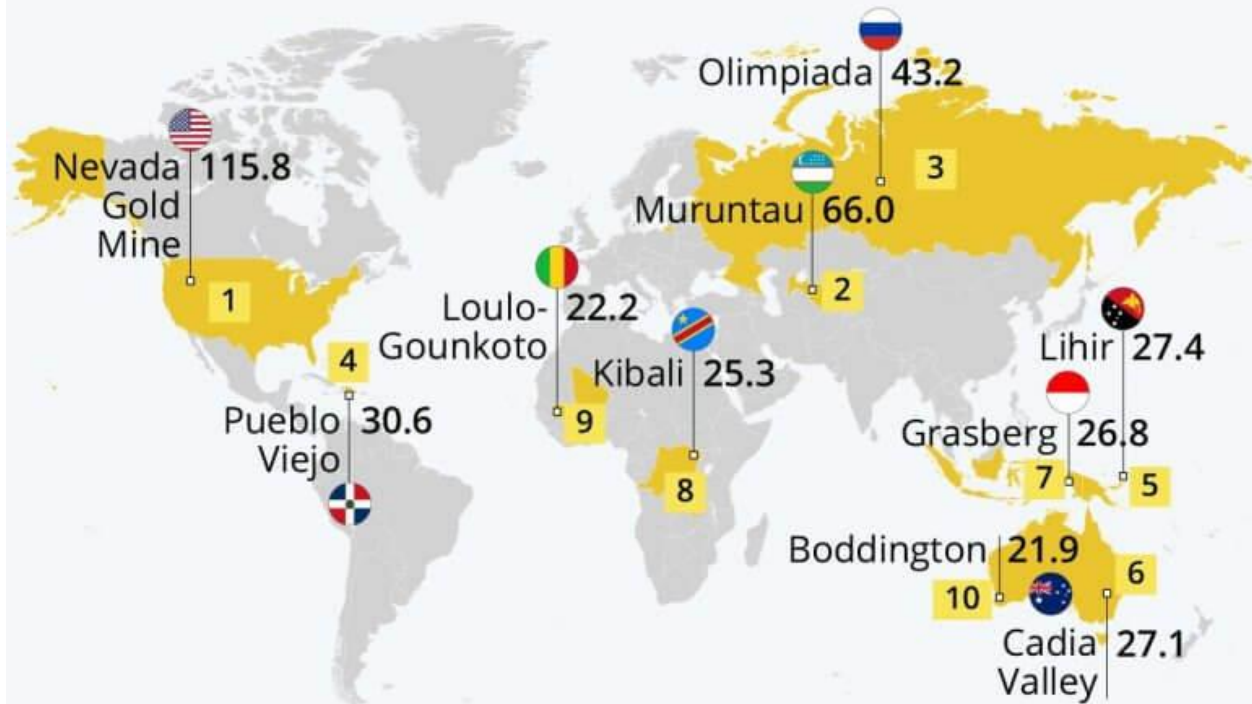 Olimpiada 43.2
3
Nevada 115.8
Gold
Mine
1
Muruntau 66.0
2
Loulo- 22.2
Gounkoto
9
Kibali 25.3
8
Lihir 27.4
5
4
Pueblo 30.6
Viejo
Grasberg 26.8
7
Boddington 21.9
10
6
Cadia 27.1
Valley